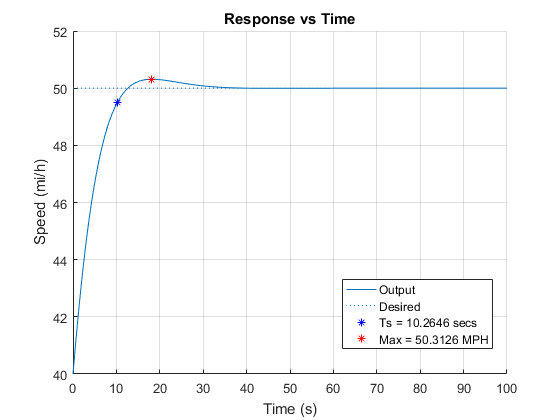 Response vs Time
52
50
48
46
44
42
40
Speed (mi/h)
0 10 20 30 40 50 60 70 80 90 100
Time (s)
Output
Desired
Ts = 10.2646 secs
Max = 50.3126 MPH